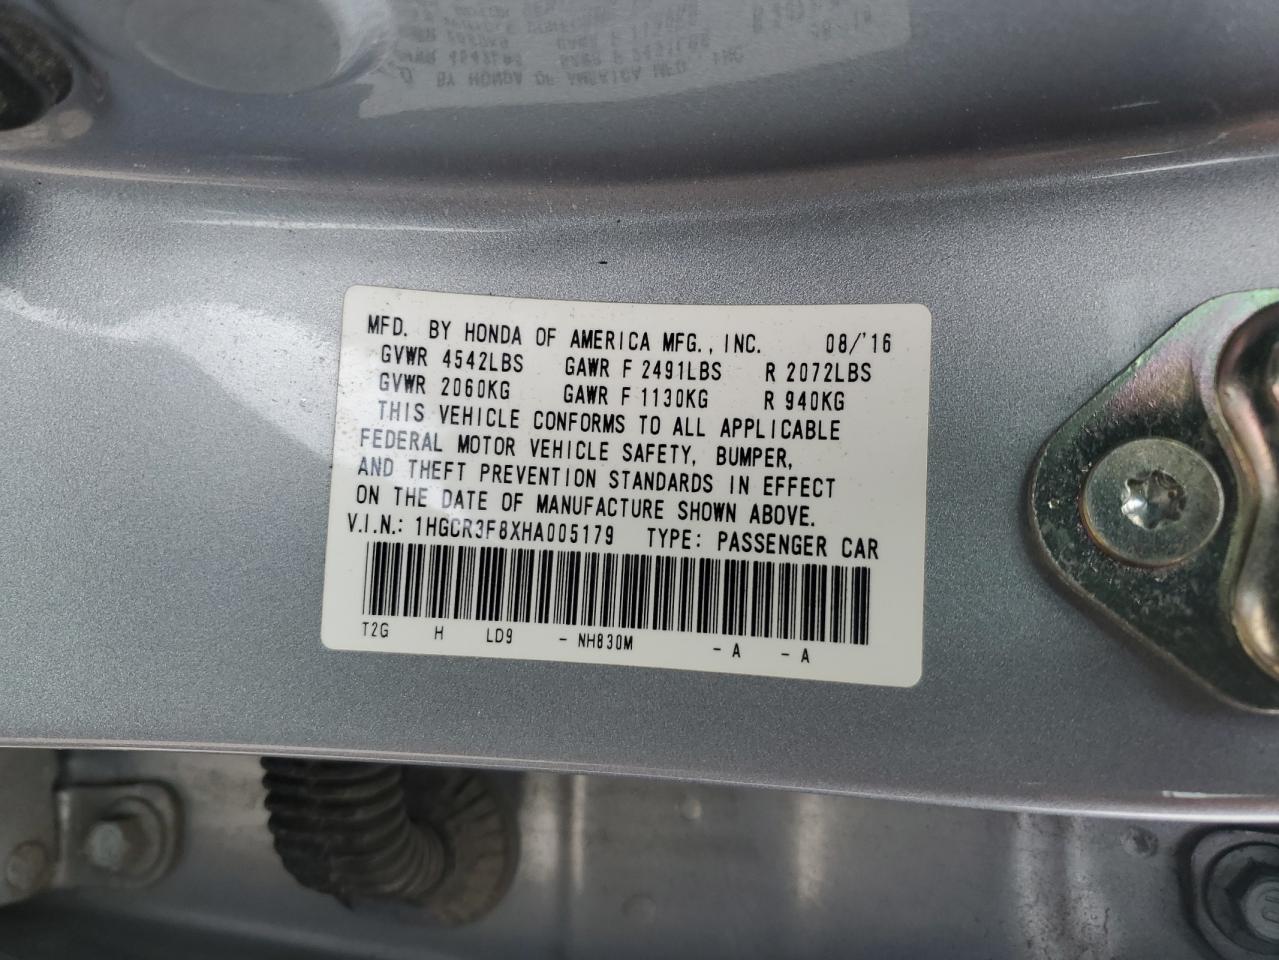 MFD. BY HONDA OF AMERICA MFG., INC. 08/'16
GVWR 4542LBS GAWR F 2491LBS R 2072LBS
GVWR 2060KG GAWR F 1130KG R 940KG
THIS VEHICLE CONFORMS TO ALL APPLICABLE
FEDERAL MOTOR VEHICLE SAFETY, BUMPER,
AND THEFT PREVENTION STANDARDS IN EFFECT
ON THE DATE OF MANUFACTURE SHOWN ABOVE.
V.I.N.: 1HGCR3F8XHA005179 TYPE: PASSENGER CAR
T2G H LD9 - NH830M - A - A